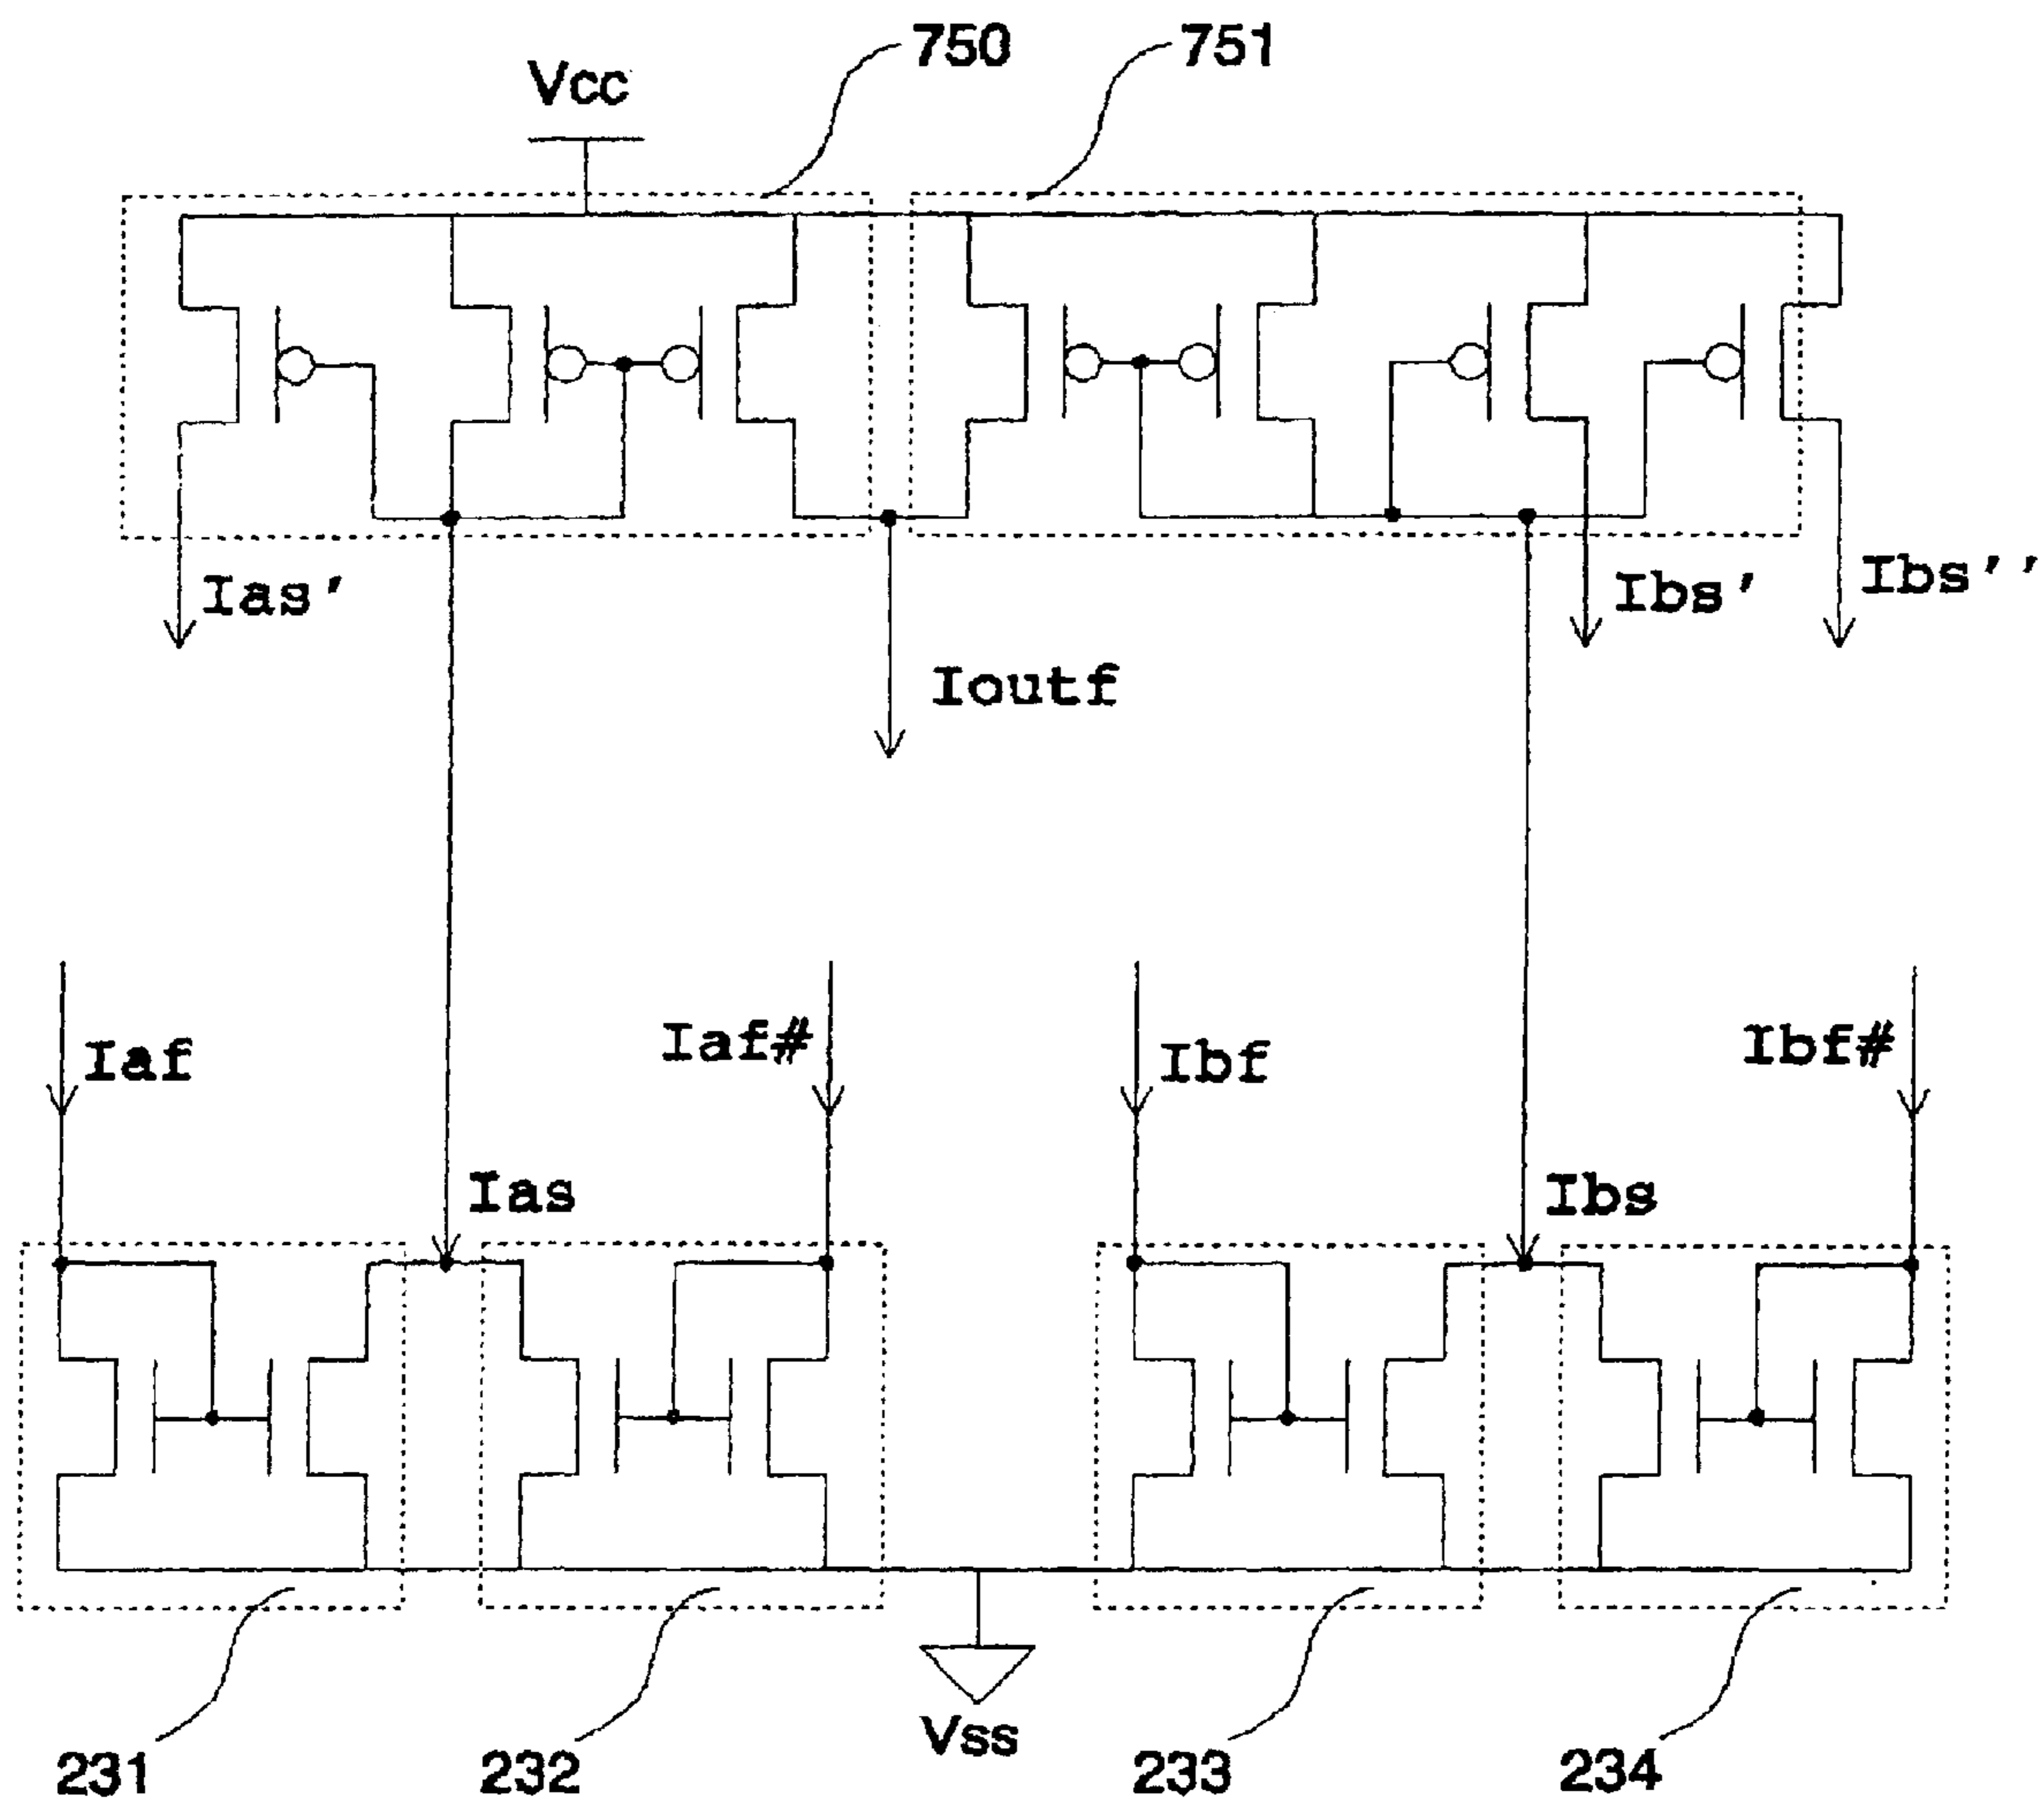 750
751
Vcc
Ias'
Ibs'
Ibs''
Ioutf
Iaf
Iaf#
Ibf
Ibf#
Ias
Ibs
Vss
231
232
233
234